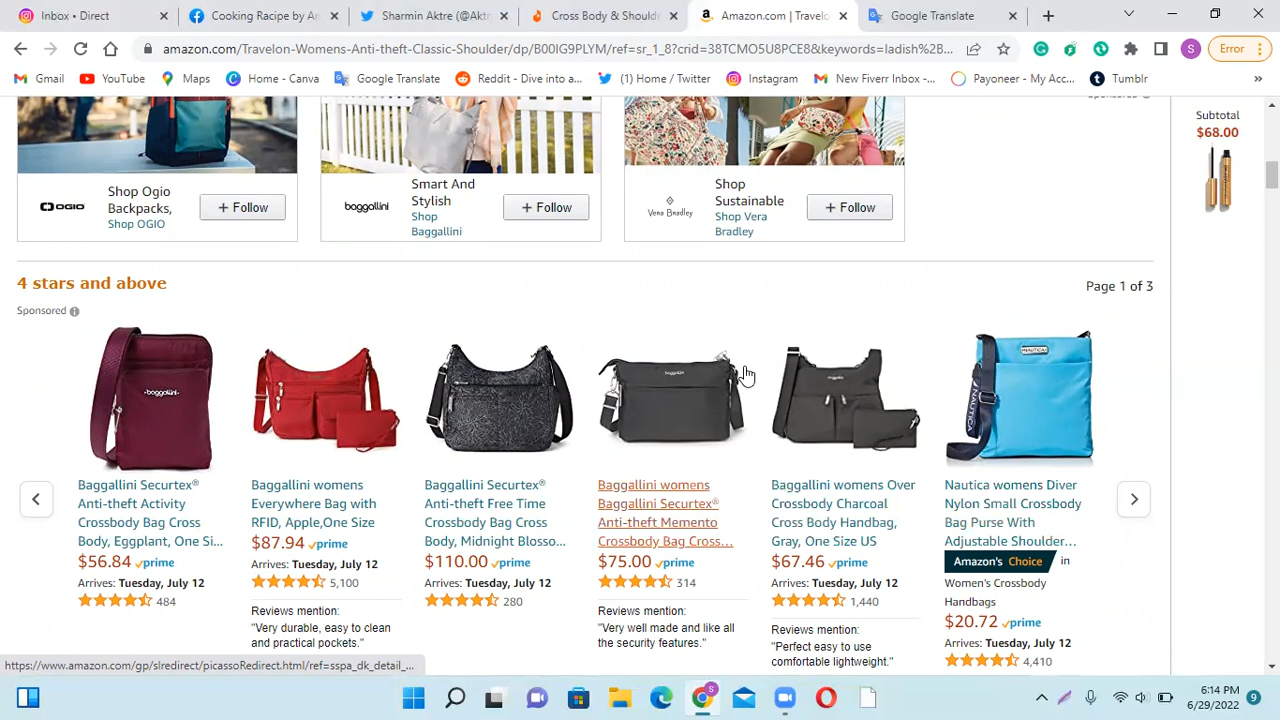 Inbox •
Cooking Recipe by A
Sharmin Aktre @Akt
Cross Body & Should
Amazon.com | Travelo
Google Translate
amazon.com/Travelon-Womens-Anti-theft-Classic-Shoulder/dp/B00IG9PLYM/ref=sr_1_8?crid=38TCMO5U8PCE8&keywords=ladish%2B...
S
Error
Gmail
YouTube
Maps
Home - Canva
Google Translate
Reddit - Dive into a...
(1) Home / Twitter
Instagram
New Fiverr Inbox -...
Payoneer - My Acc...
Tumblr
»
Subtotal
$68.00
OGIO
Shop Ogio
Backpacks,
Shop OGIO
+ Follow
baggallini
Smart And
Stylish
Shop
Baggallini
+ Follow
Vera Bradley
Shop
Sustainable
Shop Vera
Bradley
+ Follow
4 stars and above
Page 1 of 3
Sponsored
baggallini
NAUTICA
NAUTICA
Baggallini Securtex®
Anti-theft Activity
Crossbody Bag Cross
Body, Eggplant, One Si...
$56.84 prime
Arrives: Tuesday, July 12
484
Baggallini womens
Everywhere Bag with
RFID, Apple,One Size
$87.94 prime
Arrives: Tuesday, July 12
5,100
Reviews mention:
"Very durable, easy to clean
and practical pockets."
Baggallini Securtex®
Anti-theft Free Time
Crossbody Bag Cross
Body, Midnight Blosso...
$110.00 prime
Arrives: Tuesday, July 12
280
Baggallini womens
Baggallini Securtex®
Anti-theft Memento
Crossbody Bag Cross...
$75.00 prime
Arrives: Tuesday, July 12
314
Reviews mention:
"Very well made and like all
the security features."
Baggallini womens Over
Crossbody Charcoal
Cross Body Handbag,
Gray, One Size US
$67.46 prime
Arrives: Tuesday, July 12
1,440
Reviews mention:
"Perfect easy to use
comfortable lightweight."
Nautica womens Diver
Nylon Small Crossbody
Bag Purse With
Adjustable Shoulder...
Amazon's Choice in
Women's Crossbody
Handbags
$20.72 prime
Arrives: Tuesday, July 12
4,410
https://www.amazon.com/gp/slredirect/picassoRedirect.html/ref=sspa_dk_detail_...
6:14 PM
6/29/2022
9